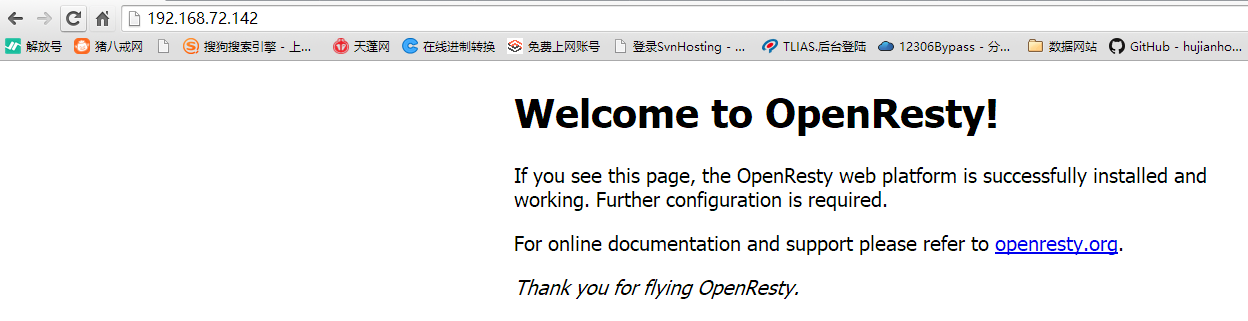 192.168.72.142
解放号 猪八戒网 搜狗搜索引擎 - 上... 天蓬网 在线进制转换 免费上网账号 登录SvnHosting - ... TLIAS.后台登陆 12306Bypass - 分... 数据网站 GitHub - hujianho...
Welcome to OpenResty!
If you see this page, the OpenResty web platform is successfully installed and
working. Further configuration is required.
For online documentation and support please refer to openresty.org.
Thank you for flying OpenResty.